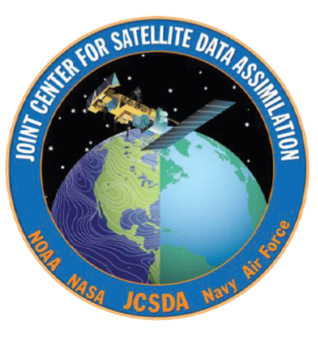 JOINT CENTER FOR SATELLITE DATA ASSIMILATION
NOAA NASA JCSDA Navy Air Force